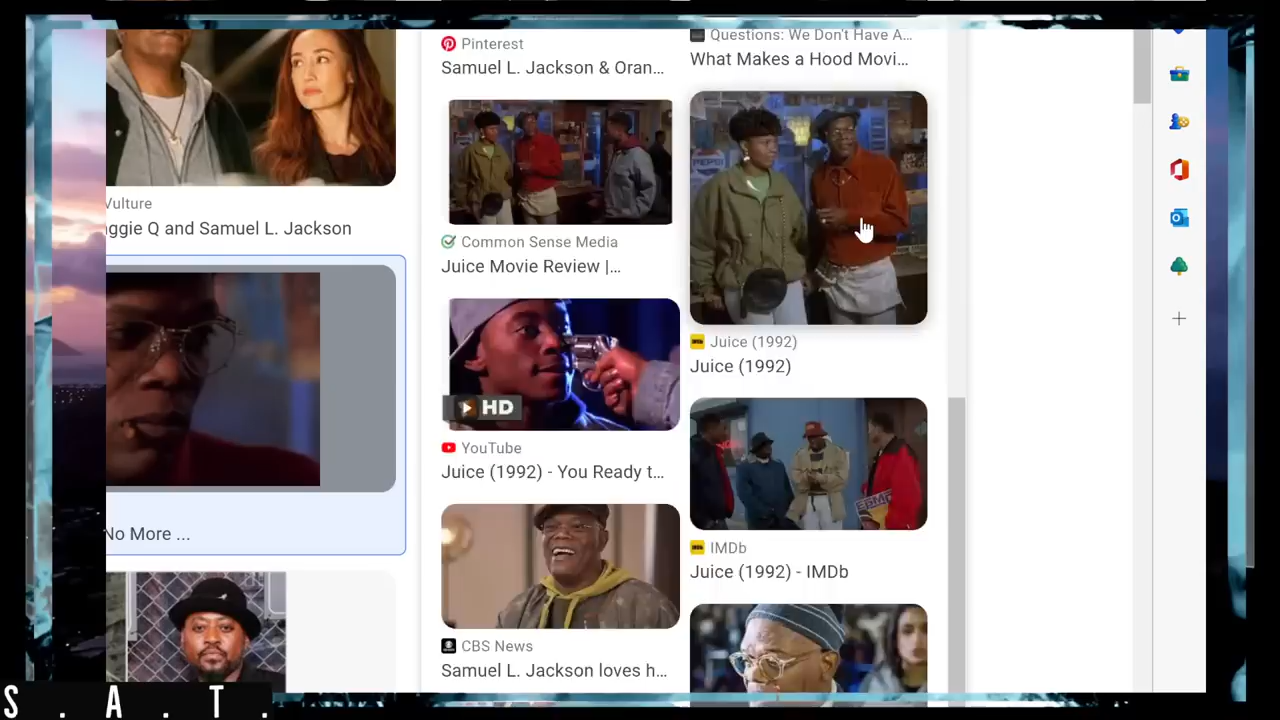 Vulture
ggie Q and Samuel L. Jackson
No More ...
Pinterest
Samuel L. Jackson & Oran...
Common Sense Media
Juice Movie Review |...
HD
YouTube
Juice (1992) - You Ready t...
CBS News
Samuel L. Jackson loves h...
Questions: We Don't Have A...
What Makes a Hood Movi...
PEPSI
Juice (1992)
Juice (1992)
IMDb
Juice (1992) - IMDb
S . A . T .